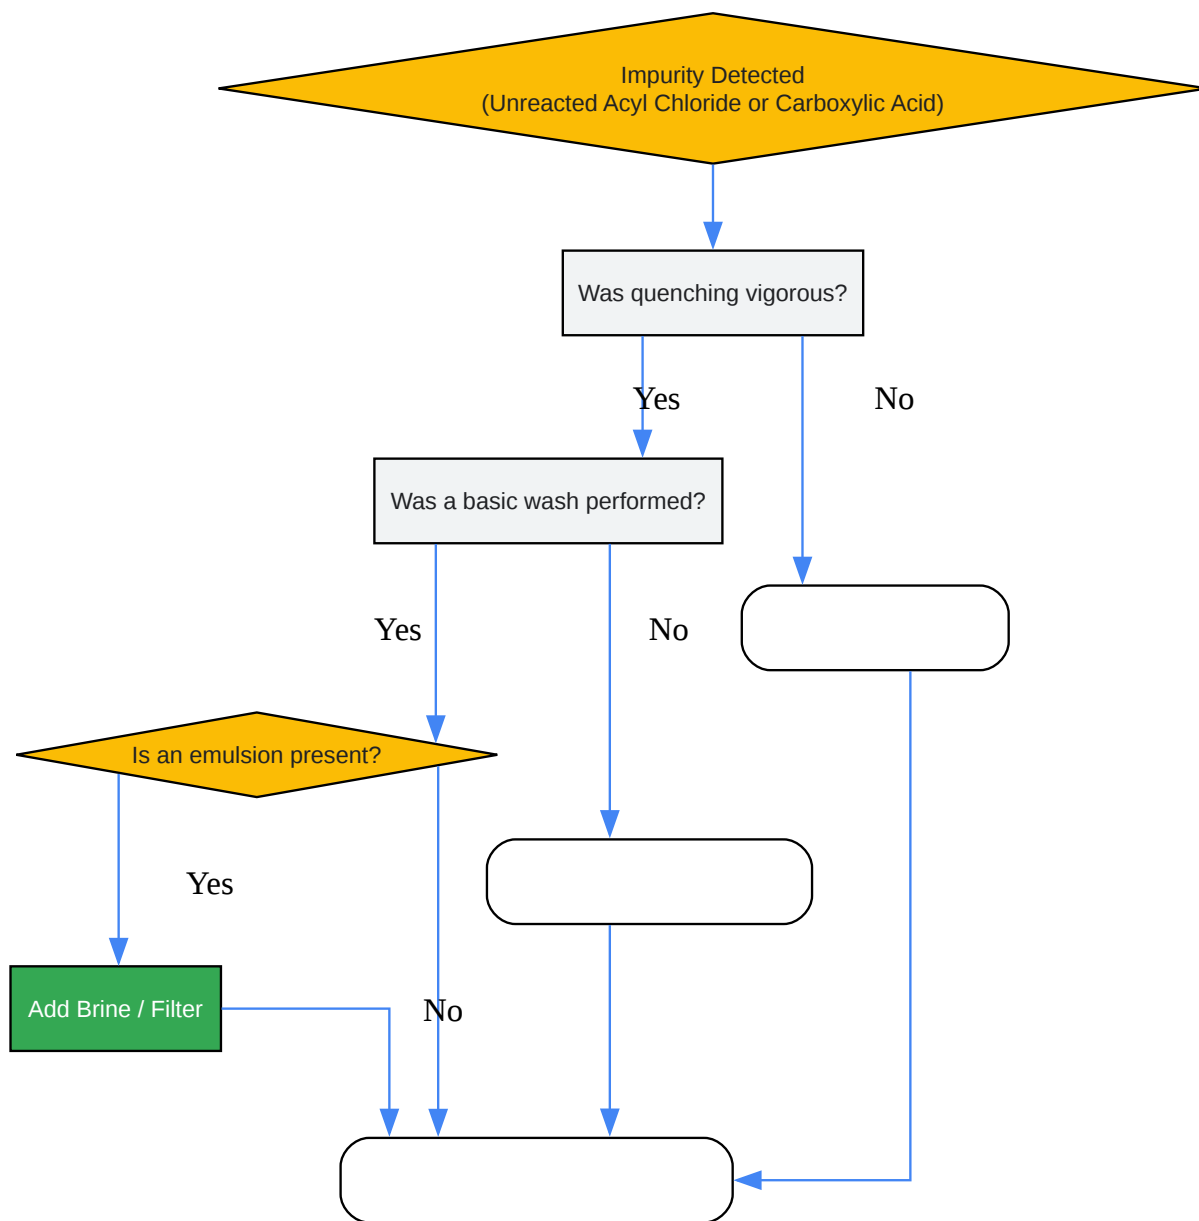 Impurity Detected
(Unreacted Acyl Chloride or Carboxylic Acid)
Was quenching vigorous?
Yes
No
Was a basic wash performed?
Yes
No
Is an emulsion present?
Yes
Add Brine / Filter
No